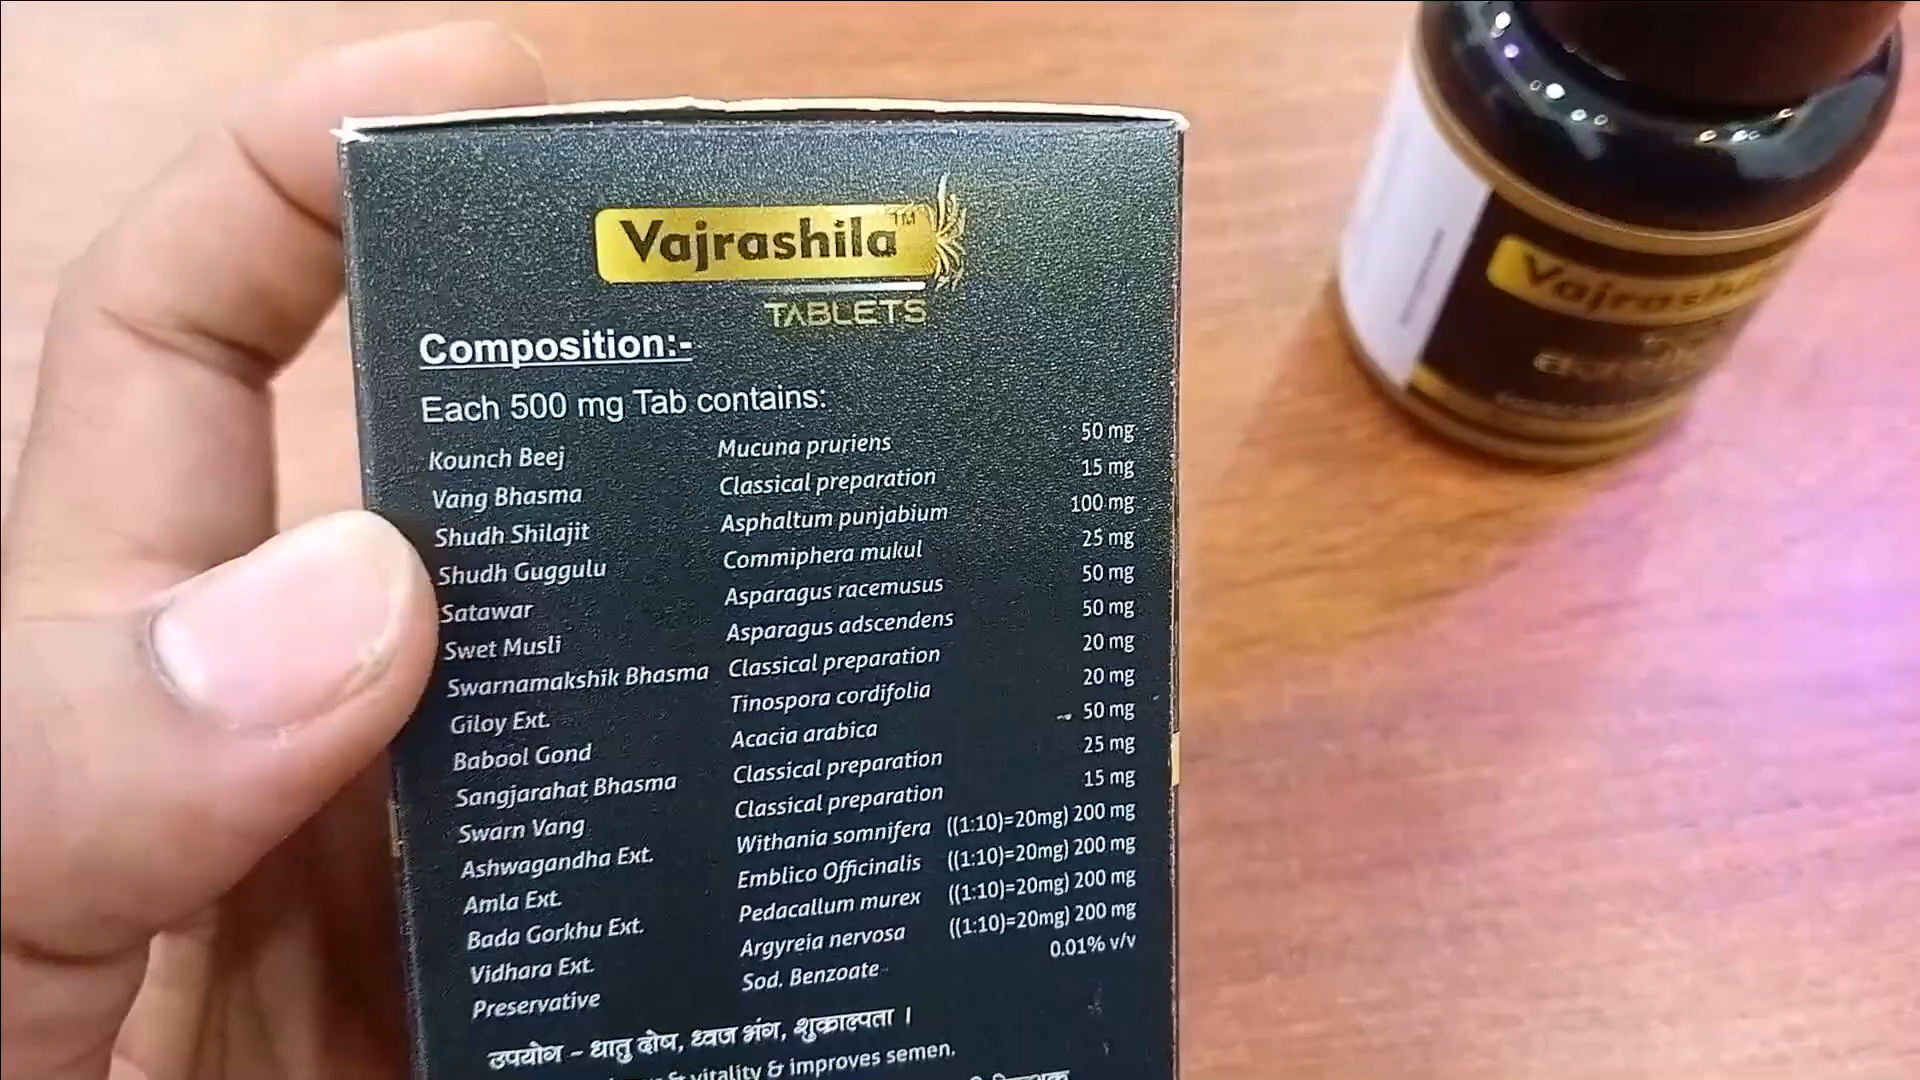 Vajrashila™
TABLETS
Composition:-
Each 500 mg Tab contains:
Kounch Beej Mucuna pruriens 50 mg
Vang Bhasma Classical preparation 15 mg
Shudh Shilajit Asphaltum punjabium 100 mg
Shudh Guggulu Commiphera mukul 25 mg
Satawar Asparagus racemusus 50 mg
Swet Musli Asparagus adscendens 50 mg
Swarnamakshik Bhasma Classical preparation 20 mg
Giloy Ext. Tinospora cordifolia 20 mg
Babool Gond Acacia arabica 50 mg
Sangjarahat Bhasma Classical preparation 25 mg
Swarn Vang Classical preparation 15 mg
Ashwagandha Ext. Withania somnifera ((1:10)=20mg) 200 mg
Amla Ext. Emblico Officinalis ((1:10)=20mg) 200 mg
Bada Gorkhu Ext. Pedacallum murex ((1:10)=20mg) 200 mg
Vidhara Ext. Argyreia nervosa ((1:10)=20mg) 200 mg
Preservative Sod. Benzoate 0.01% v/v
उपयोग – धातु दोष, ध्वज भंग, शुक्राल्पता ।
& vitality & improves semen.
Vajrash